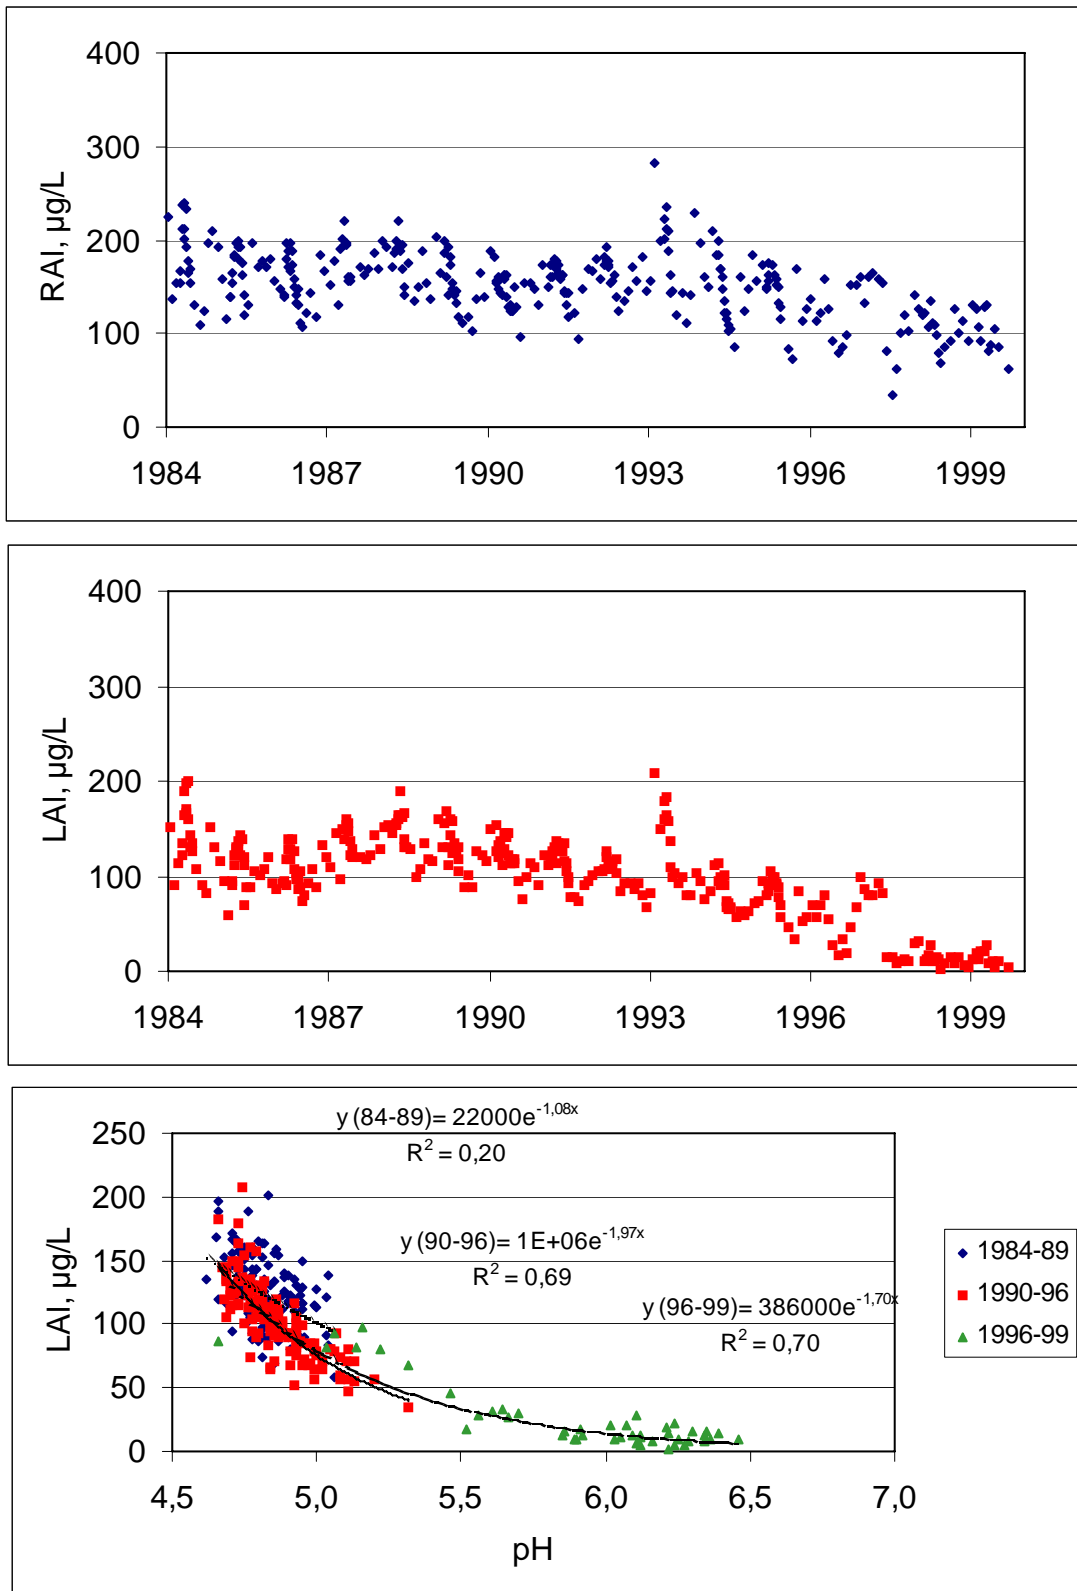 400
300
200
100
0
RAl, µg/L
1984 1987 1990 1993 1996 1999
400
300
200
100
0
LAl, µg/L
1984 1987 1990 1993 1996 1999
y (84-89)= 22000e^-1,08x
R² = 0,20
y (90-96)= 1E+06e^-1,97x
R² = 0,69
y (96-99)= 386000e^-1,70x
R² = 0,70
250
200
150
100
50
0
LAl, µg/L
4,5 5,0 5,5 6,0 6,5 7,0
pH
1984-89
1990-96
1996-99